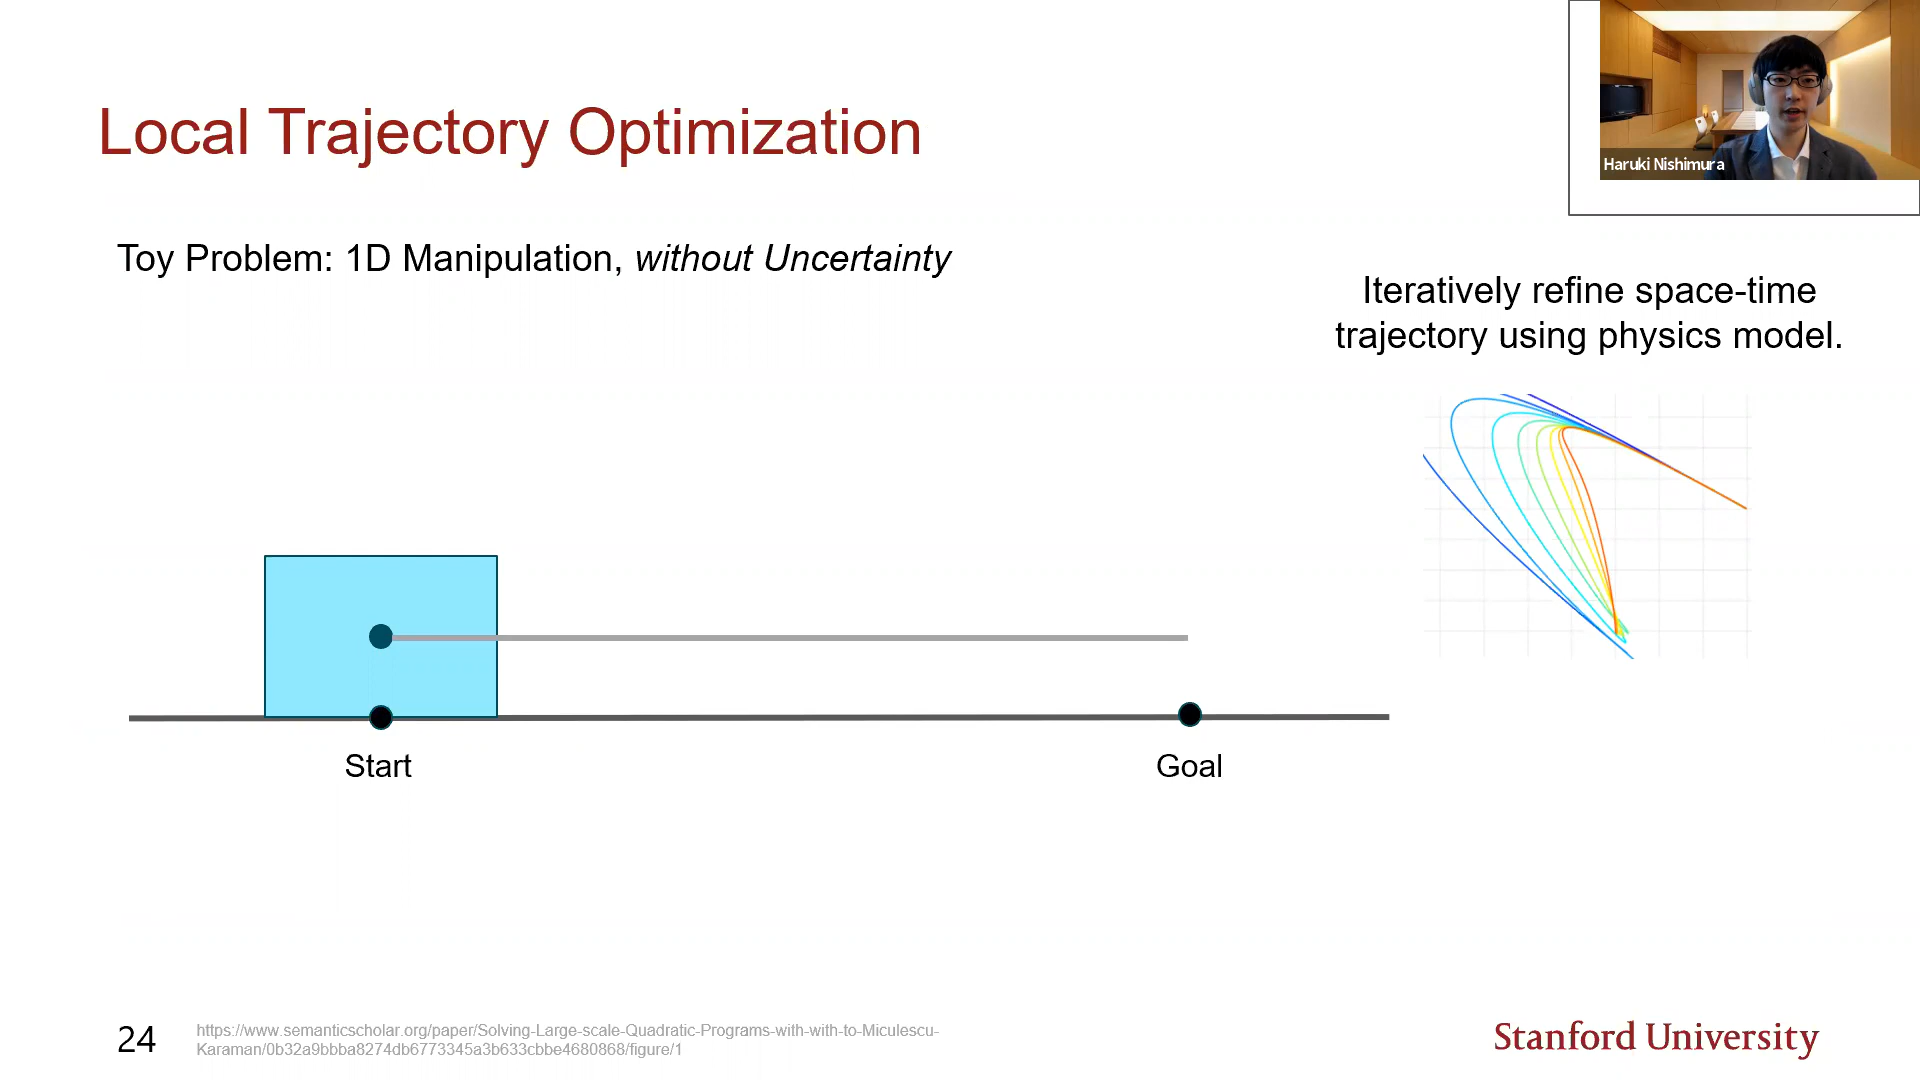 Local Trajectory Optimization
Haruki Nishimura
Toy Problem: 1D Manipulation, without Uncertainty
Iteratively refine space-time
trajectory using physics model.
Start
Goal
24
https://www.semanticscholar.org/paper/Solving-Large-scale-Quadratic-Programs-with-with-to-Miculescu-
Karaman/0b32a9bbba8274db6773345a3b633cbbe4680868/figure/1
Stanford University